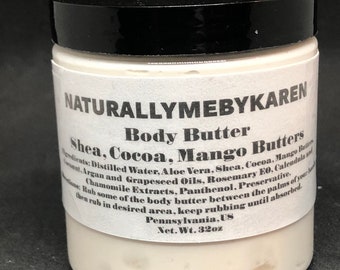 NATURALLYMEBYKAREN
Body Butter
Shea, Cocoa, Mango Butters
Ingredients: Distilled Water, Aloe Vera, Shea, Cocoa, Mango Butters,
Argan and Grapeseed Oils, Rosemary EO, Calendula and
Chamomile Extracts, Panthenol, Preservative.
Rub some of the body butter between the palms of your
then rub in desired area, keep rubbing until absorbed.
Pennsylvania, US
Net. Wt. 32oz